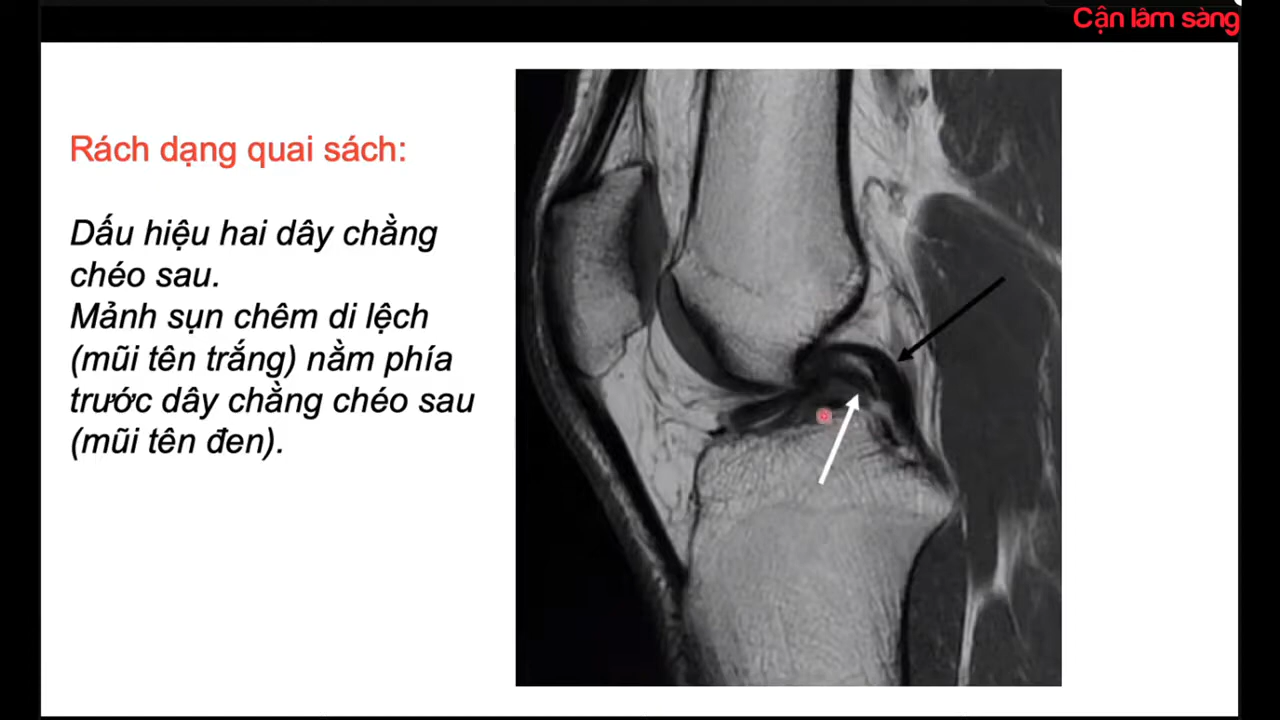 Cận lâm sàng
Rách dạng quai sách:
Dấu hiệu hai dây chằng
chéo sau.
Mảnh sụn chêm di lệch
(mũi tên trắng) nằm phía
trước dây chằng chéo sau
(mũi tên đen).